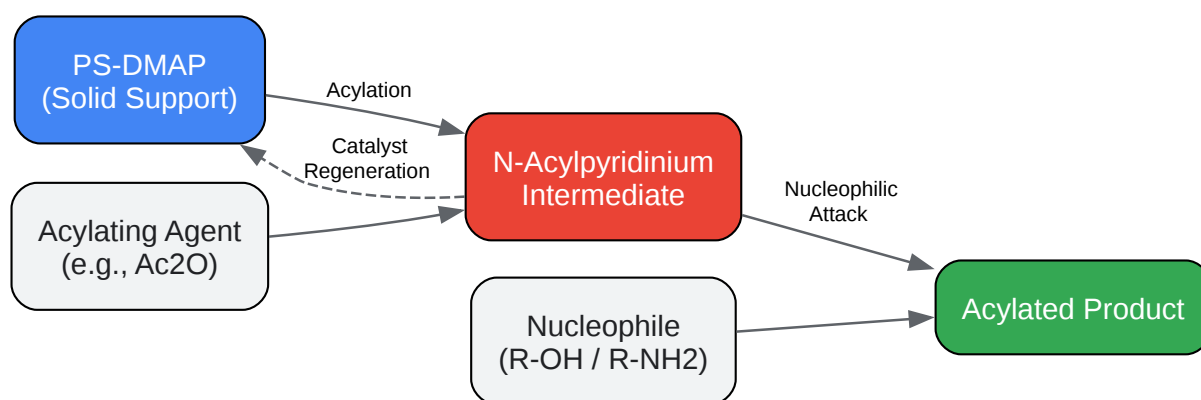 PS-DMAP
(Solid Support)
Acylation
Catalyst
Regeneration
N-Acylpyridinium
Intermediate
Acylating Agent
(e.g., Ac2O)
Nucleophilic
Attack
Nucleophile
(R-OH / R-NH2)
Acylated Product